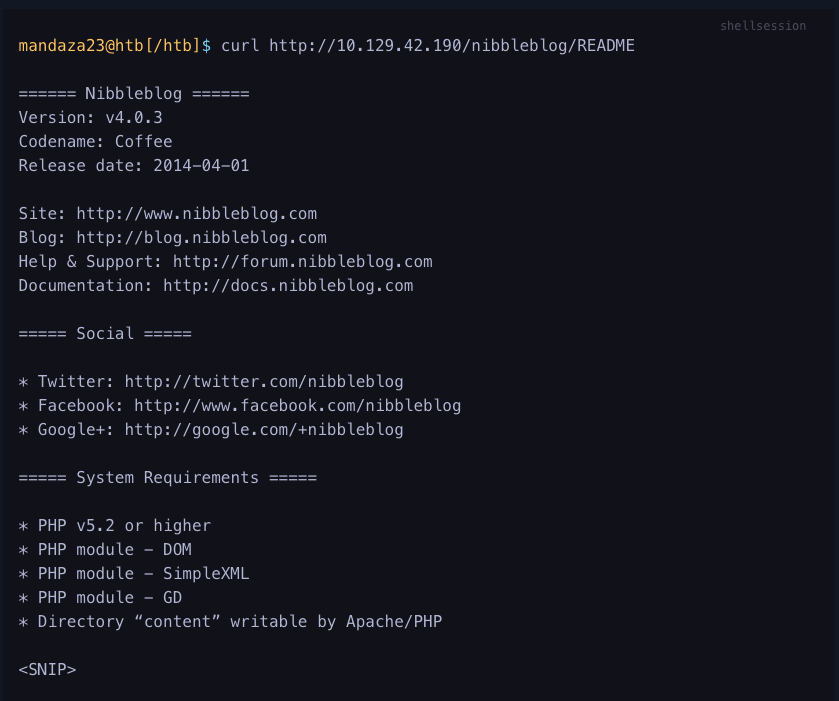 shellsession
mandaza23@htb[/htb]$ curl http://10.129.42.190/nibbleblog/README
====== Nibbleblog ======
Version: v4.0.3
Codename: Coffee
Release date: 2014-04-01
Site: http://www.nibbleblog.com
Blog: http://blog.nibbleblog.com
Help & Support: http://forum.nibbleblog.com
Documentation: http://docs.nibbleblog.com
===== Social =====
* Twitter: http://twitter.com/nibbleblog
* Facebook: http://www.facebook.com/nibbleblog
* Google+: http://google.com/+nibbleblog
===== System Requirements =====
* PHP v5.2 or higher
* PHP module - DOM
* PHP module - SimpleXML
* PHP module - GD
* Directory “content” writable by Apache/PHP
<SNIP>